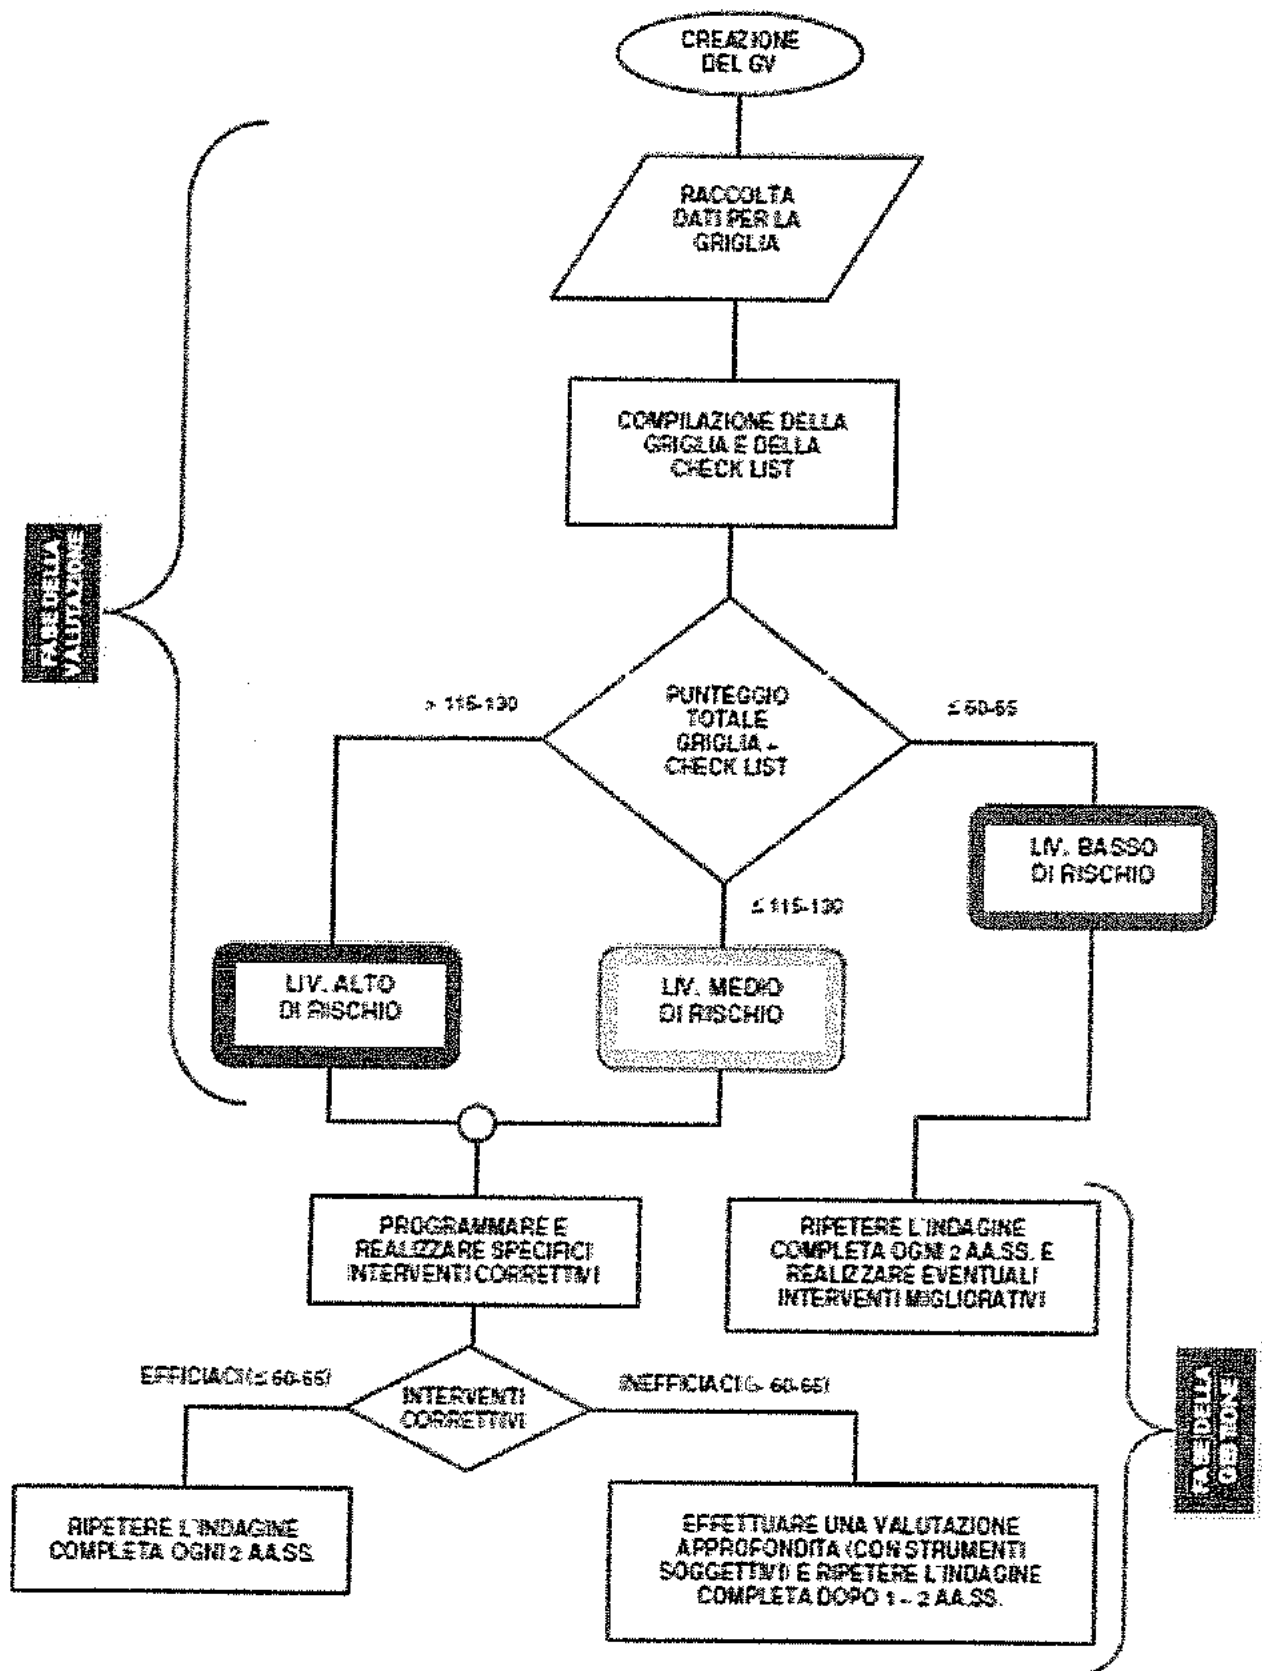 CREAZIONE
DEL GV
RACCOLTA
DATI PER LA
GRIGLIA
COMPILAZIONE DELLA
GRIGLIA E DELLA
CHECK LIST
FASE DELLA
VALUTAZIONE
PUNTEGGIO
TOTALE
GRIGLIA +
CHECK LIST
> 115-130
≤ 60-65
≤ 115-130
LIV. BASSO
DI RISCHIO
LIV. ALTO
DI RISCHIO
LIV. MEDIO
DI RISCHIO
PROGRAMMARE E
REALIZZARE SPECIFICI
INTERVENTI CORRETTIVI
RIPETERE L'INDAGINE
COMPLETA OGNI 2 AA.SS. E
REALIZZARE EVENTUALI
INTERVENTI MIGLIORATIVI
EFFICIACI (≤ 60-65)
INTERVENTI
CORRETTIVI
INEFFICIACI (> 60-65)
FASE DELLA
GESTIONE
RIPETERE L'INDAGINE
COMPLETA OGNI 2 AA.SS.
EFFETTUARE UNA VALUTAZIONE
APPROFONDITA (CON STRUMENTI
SOGGETTIVI) E RIPETERE L'INDAGINE
COMPLETA DOPO 1 - 2 AA.SS.